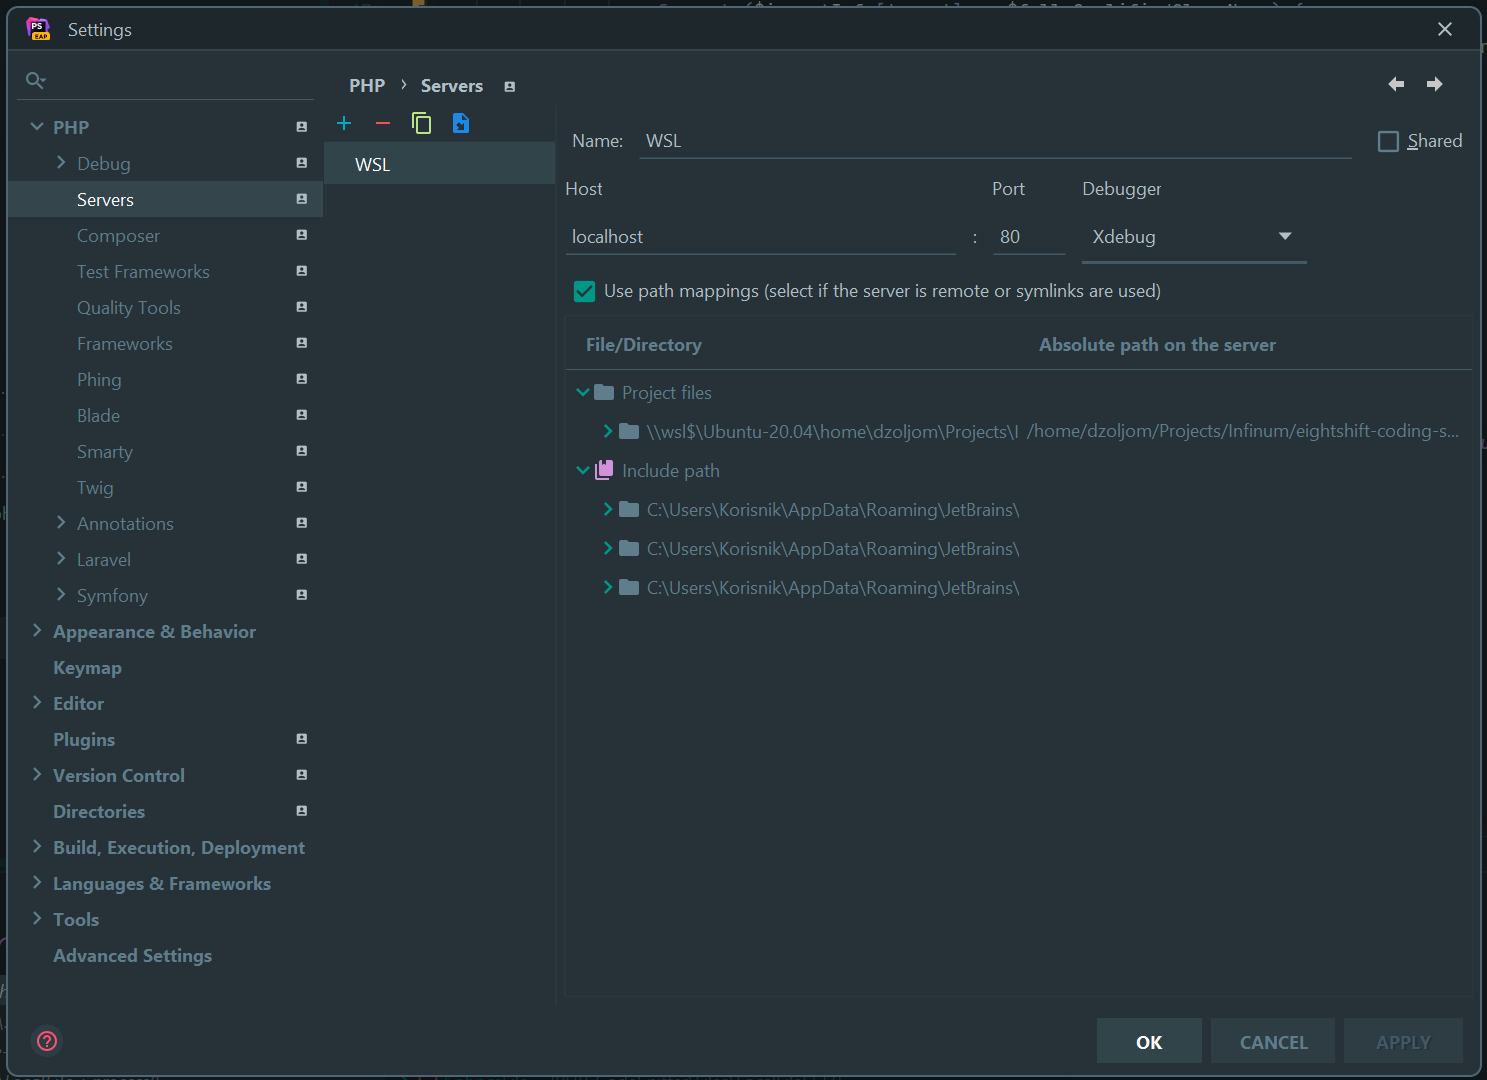 PS
EAP
Settings
PHP › Servers
PHP
Debug
Servers
Composer
Test Frameworks
Quality Tools
Frameworks
Phing
Blade
Smarty
Twig
Annotations
Laravel
Symfony
Appearance & Behavior
Keymap
Editor
Plugins
Version Control
Directories
Build, Execution, Deployment
Languages & Frameworks
Tools
Advanced Settings
WSL
Name: WSL
Shared
Host Port Debugger
localhost : 80 Xdebug
Use path mappings (select if the server is remote or symlinks are used)
File/Directory Absolute path on the server
Project files
\\wsl$\Ubuntu-20.04\home\dzoljom\Projects\I /home/dzoljom/Projects/Infinum/eightshift-coding-s...
Include path
C:\Users\Korisnik\AppData\Roaming\JetBrains\
C:\Users\Korisnik\AppData\Roaming\JetBrains\
C:\Users\Korisnik\AppData\Roaming\JetBrains\
?
OK CANCEL APPLY